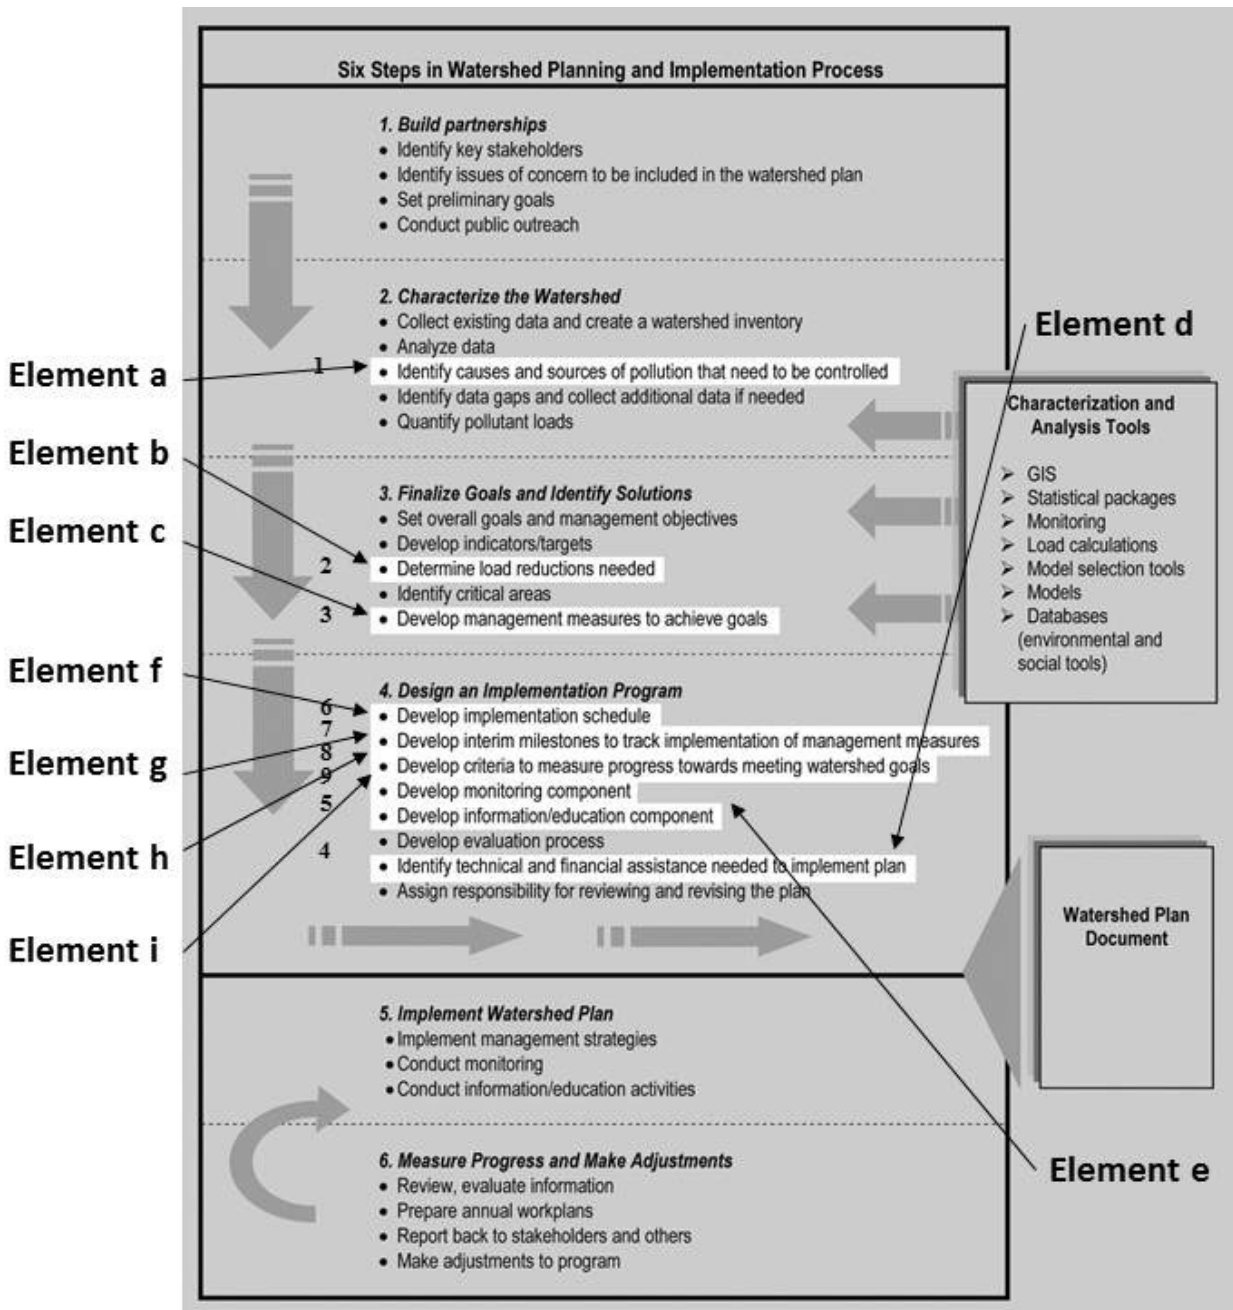 Six Steps in Watershed Planning and Implementation Process
1. Build partnerships
• Identify key stakeholders
• Identify issues of concern to be included in the watershed plan
• Set preliminary goals
• Conduct public outreach
2. Characterize the Watershed
• Collect existing data and create a watershed inventory
• Analyze data
1 • Identify causes and sources of pollution that need to be controlled
• Identify data gaps and collect additional data if needed
• Quantify pollutant loads
3. Finalize Goals and Identify Solutions
• Set overall goals and management objectives
• Develop indicators/targets
2 • Determine load reductions needed
• Identify critical areas
3 • Develop management measures to achieve goals
4. Design an Implementation Program
6 • Develop implementation schedule
7 • Develop interim milestones to track implementation of management measures
8 • Develop criteria to measure progress towards meeting watershed goals
9 • Develop monitoring component
5 • Develop information/education component
• Develop evaluation process
4 • Identify technical and financial assistance needed to implement plan
• Assign responsibility for reviewing and revising the plan
5. Implement Watershed Plan
• Implement management strategies
• Conduct monitoring
• Conduct information/education activities
6. Measure Progress and Make Adjustments
• Review, evaluate information
• Prepare annual workplans
• Report back to stakeholders and others
• Make adjustments to program
Element a
Element b
Element c
Element f
Element g
Element h
Element i
Element d
Characterization and
Analysis Tools
➢ GIS
➢ Statistical packages
➢ Monitoring
➢ Load calculations
➢ Model selection tools
➢ Models
➢ Databases
(environmental and
social tools)
Watershed Plan
Document
Element e